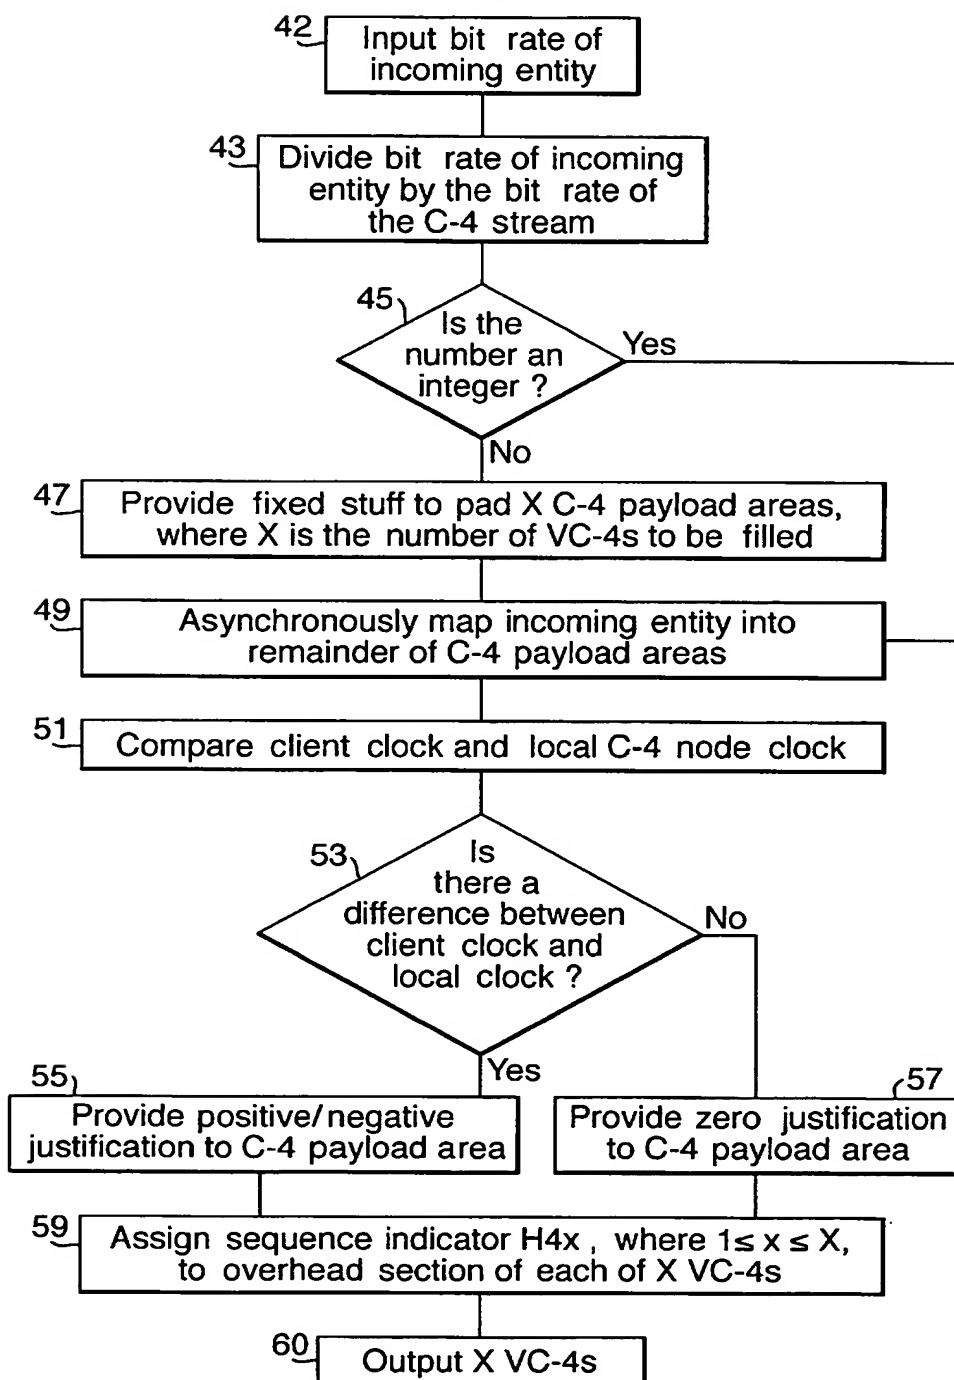 42
Input bit rate of
incoming entity
43
Divide bit rate of incoming
entity by the bit rate of
the C-4 stream
45
Is the
number an
integer ?
Yes
No
47
Provide fixed stuff to pad X C-4 payload areas,
where X is the number of VC-4s to be filled
49
Asynchronously map incoming entity into
remainder of C-4 payload areas
51
Compare client clock and local C-4 node clock
53
Is
there a
difference between
client clock and
local clock ?
No
Yes
55
Provide positive/negative
justification to C-4 payload area
57
Provide zero justification
to C-4 payload area
59
Assign sequence indicator H4x , where 1≤ x ≤ X,
to overhead section of each of X VC-4s
60
Output X VC-4s